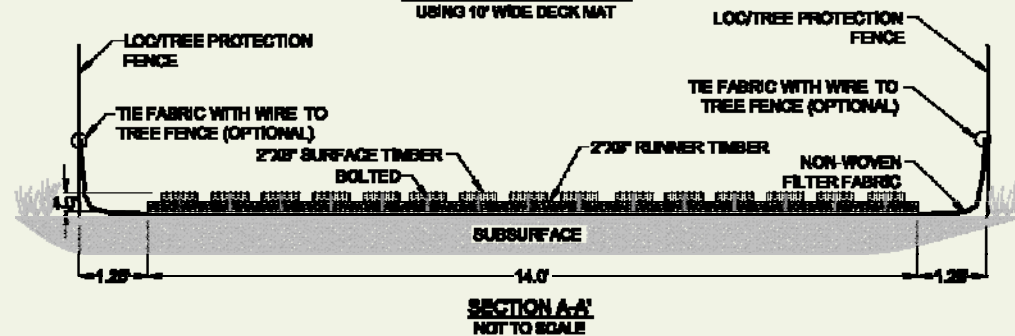 USING 10' WIDE DECK MAT
LOC/TREE PROTECTION
FENCE
LOC/TREE PROTECTION
FENCE
TIE FABRIC WITH WIRE TO
TREE FENCE (OPTIONAL)
TIE FABRIC WITH WIRE TO
TREE FENCE (OPTIONAL)
2"X8" SURFACE TIMBER
BOLTED
2"X8" RUNNER TIMBER
NON-WOVEN
FILTER FABRIC
SUBSURFACE
1.25'
14.0'
1.25'
SECTION A-A'
NOT TO SCALE